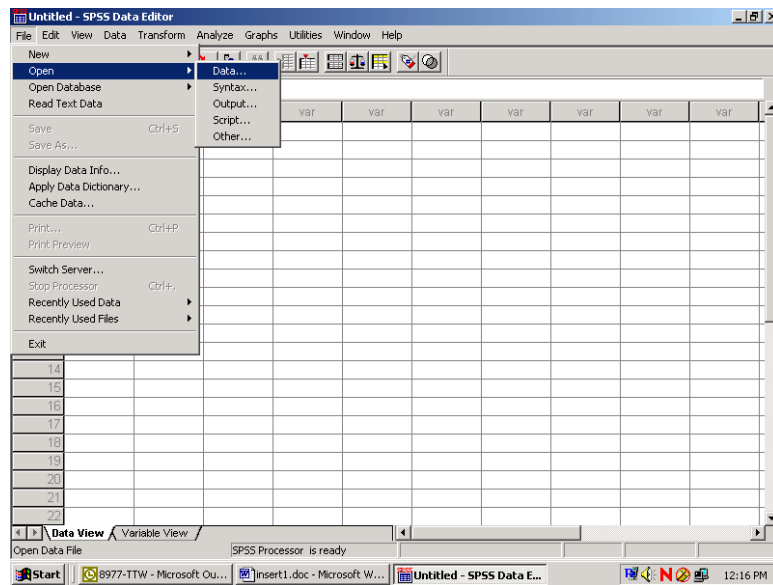 Untitled - SPSS Data Editor
File Edit View Data Transform Analyze Graphs Utilities Window Help
New
Open
Open Database
Read Text Data
Save Ctrl+S
Save As...
Display Data Info...
Apply Data Dictionary...
Cache Data...
Print... Ctrl+P
Print Preview
Switch Server...
Stop Processor Ctrl+.
Recently Used Data
Recently Used Files
Exit
Data...
Syntax...
Output...
Script...
Other...
var var var var var var var
14
15
16
17
18
19
20
21
22
Data View Variable View
Open Data File SPSS Processor is ready
Start 8977-TTW - Microsoft Ou... insert1.doc - Microsoft W... Untitled - SPSS Data E... 12:16 PM